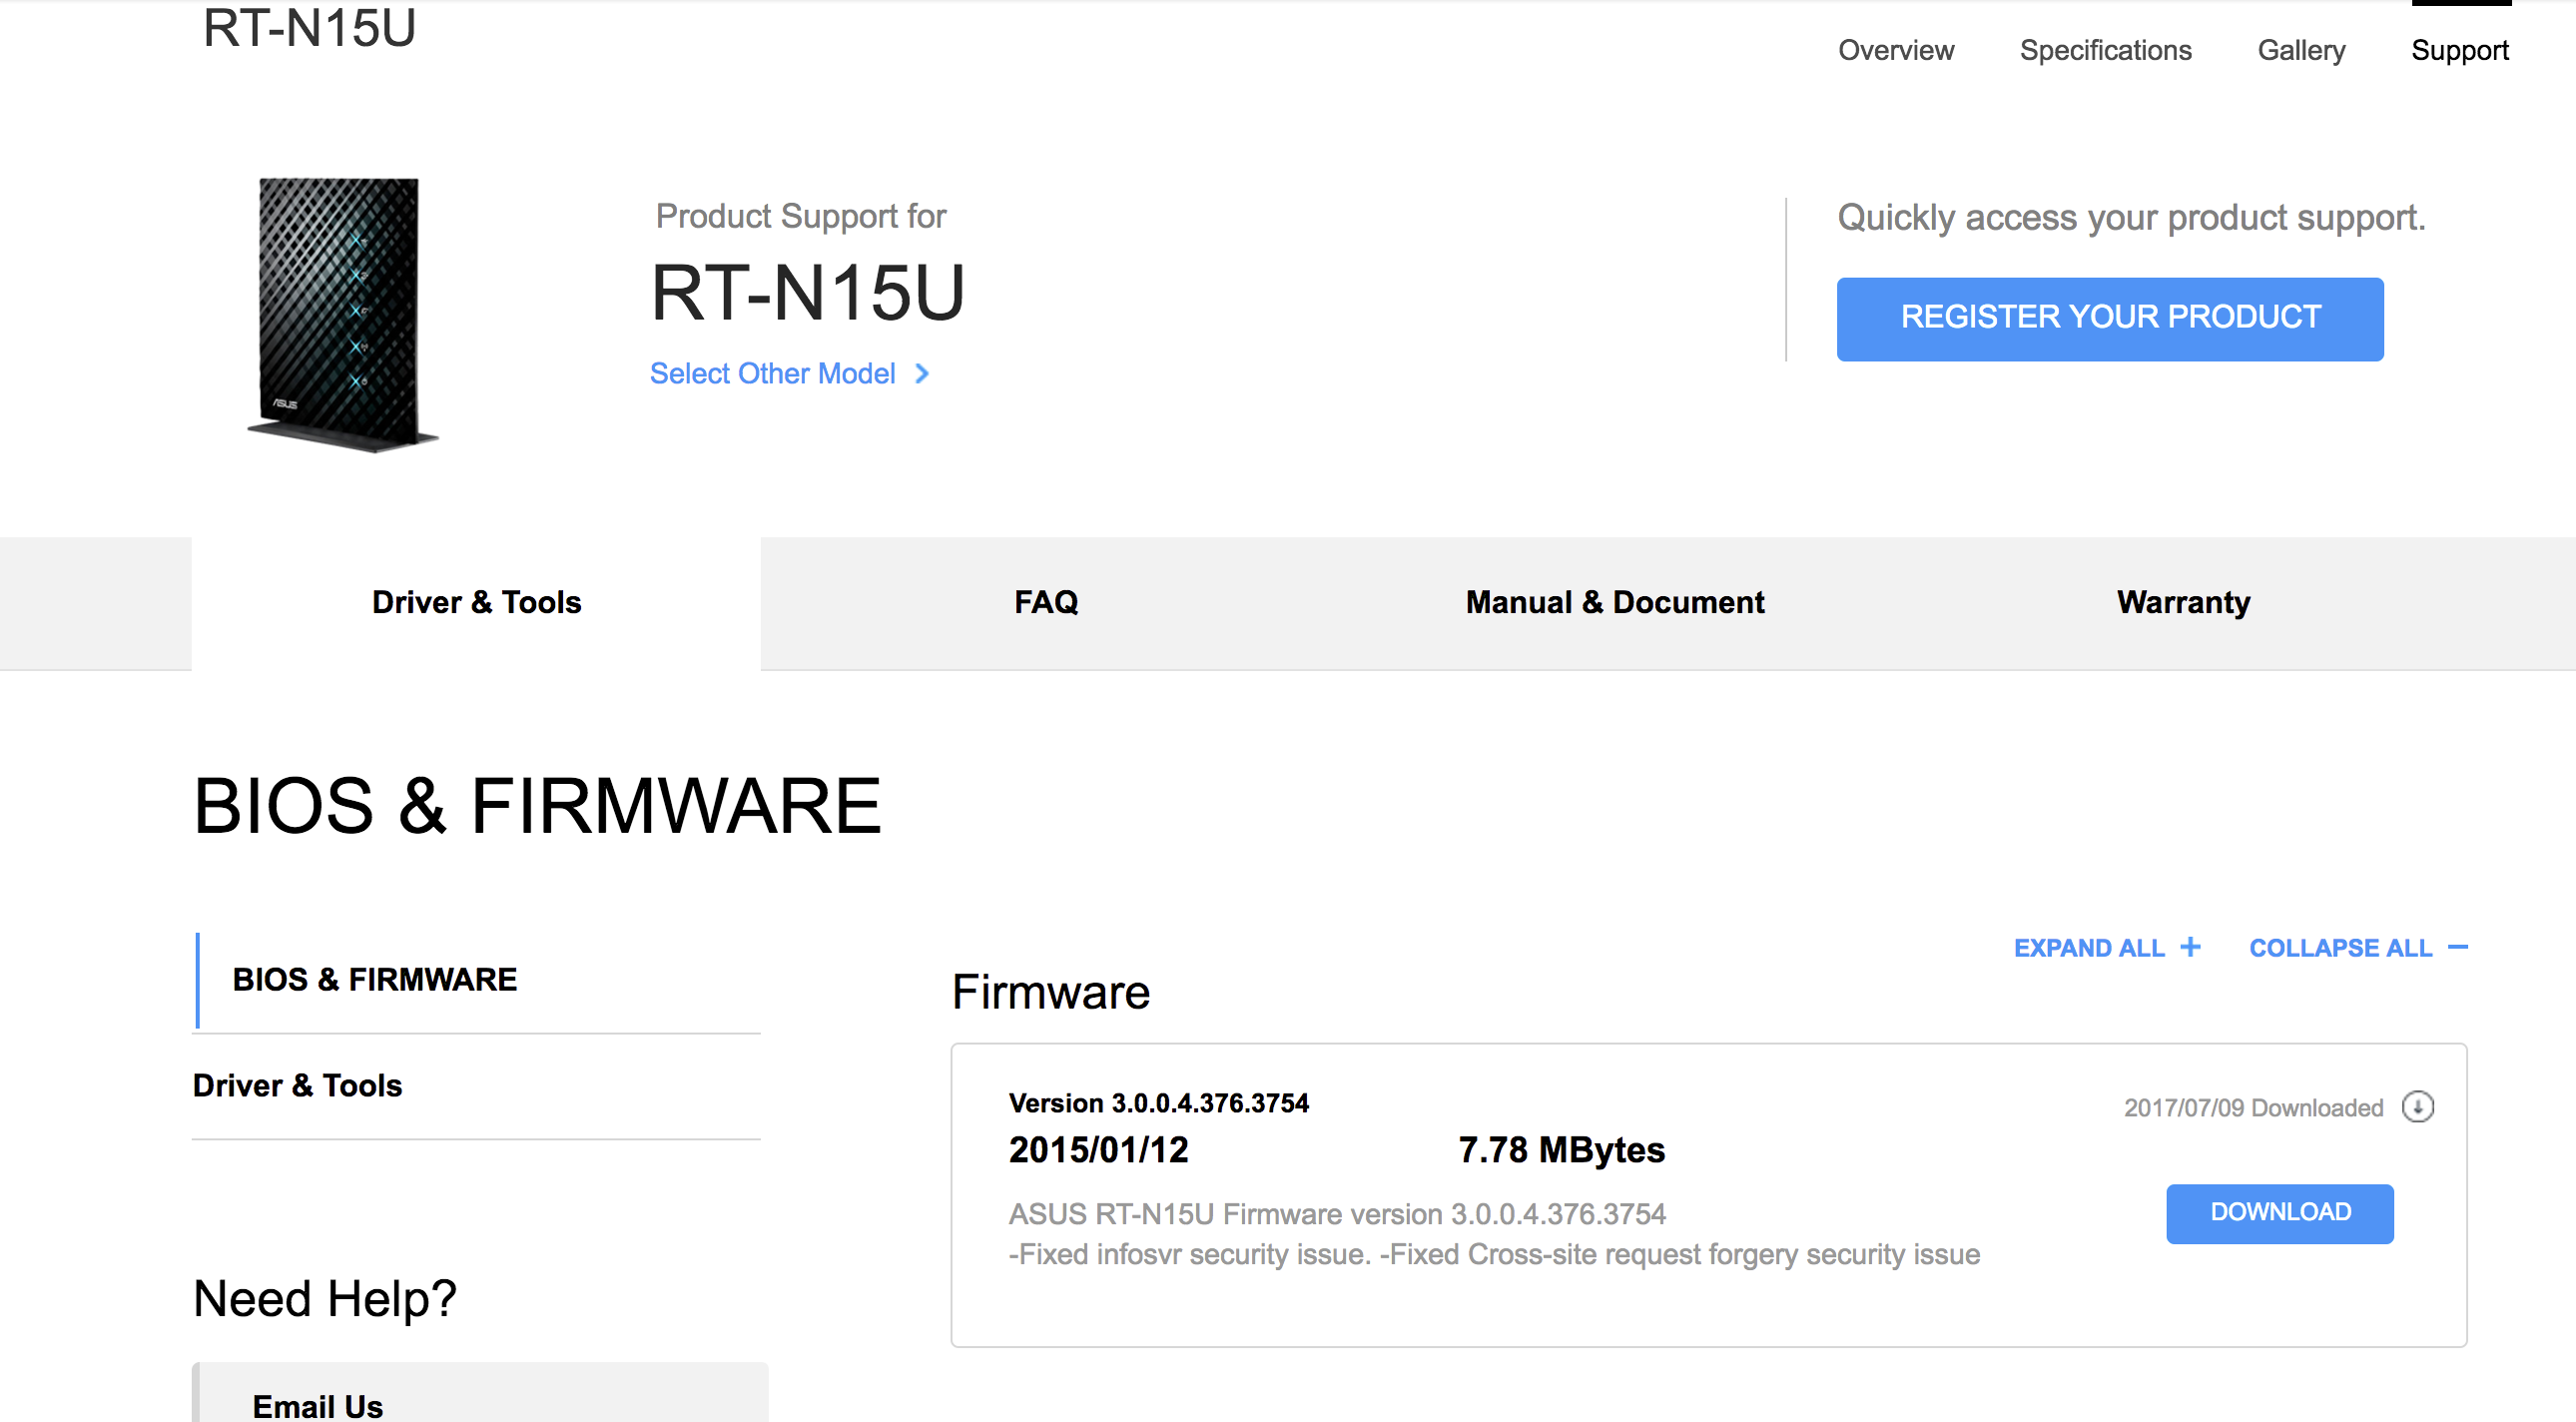 RT-N15U
Overview Specifications Gallery Support
ASUS
Product Support for
RT-N15U
Select Other Model
Quickly access your product support.
REGISTER YOUR PRODUCT
Driver & Tools FAQ Manual & Document Warranty
BIOS & FIRMWARE
BIOS & FIRMWARE
Driver & Tools
Need Help?
Email Us
EXPAND ALL + COLLAPSE ALL −
Firmware
Version 3.0.0.4.376.3754
2015/01/12 7.78 MBytes
2017/07/09 Downloaded
ASUS RT-N15U Firmware version 3.0.0.4.376.3754
-Fixed infosvr security issue. -Fixed Cross-site request forgery security issue
DOWNLOAD